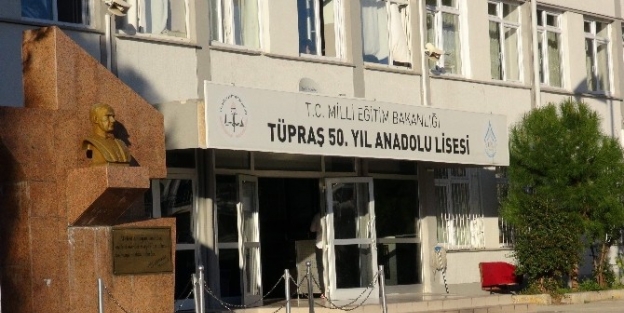 T.C. MİLLİ EĞİTİM BAKANLIĞI
TÜPRAŞ 50. YIL ANADOLU LİSESİ